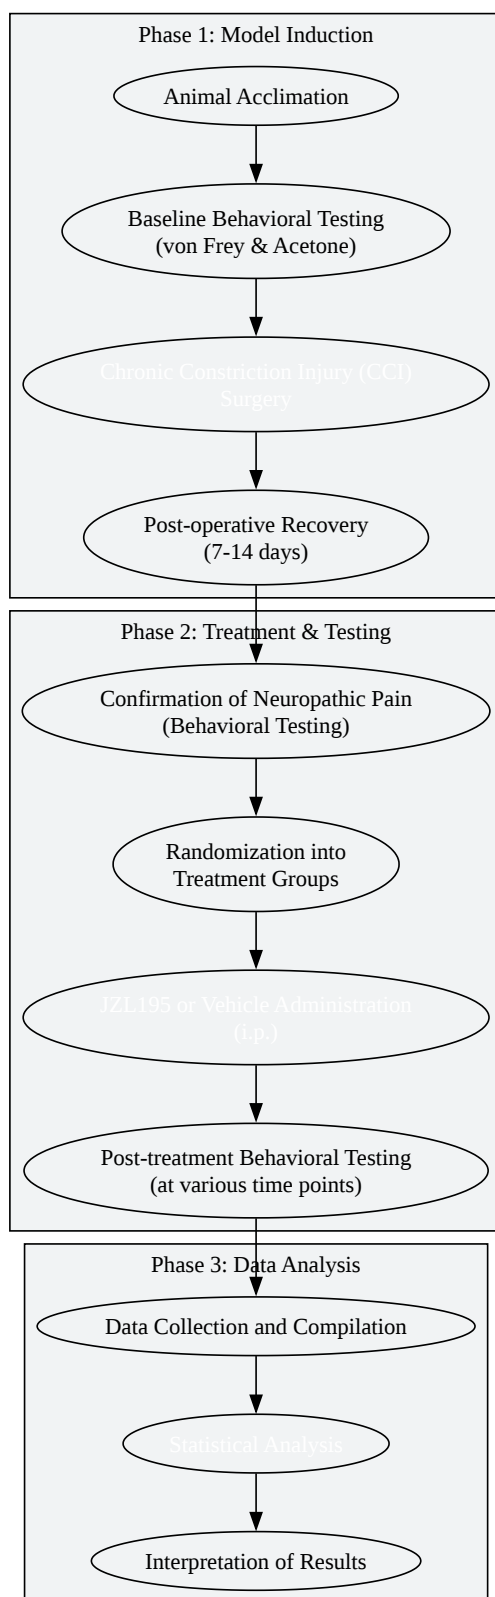 Phase 1: Model Induction
Animal Acclimation
Baseline Behavioral Testing
(von Frey & Acetone)
Chronic Constriction Injury (CCI)
Surgery
Post-operative Recovery
(7-14 days)
Phase 2: Treatment & Testing
Confirmation of Neuropathic Pain
(Behavioral Testing)
Randomization into
Treatment Groups
JZL195 or Vehicle Administration
(i.p.)
Post-treatment Behavioral Testing
(at various time points)
Phase 3: Data Analysis
Data Collection and Compilation
Statistical Analysis
Interpretation of Results